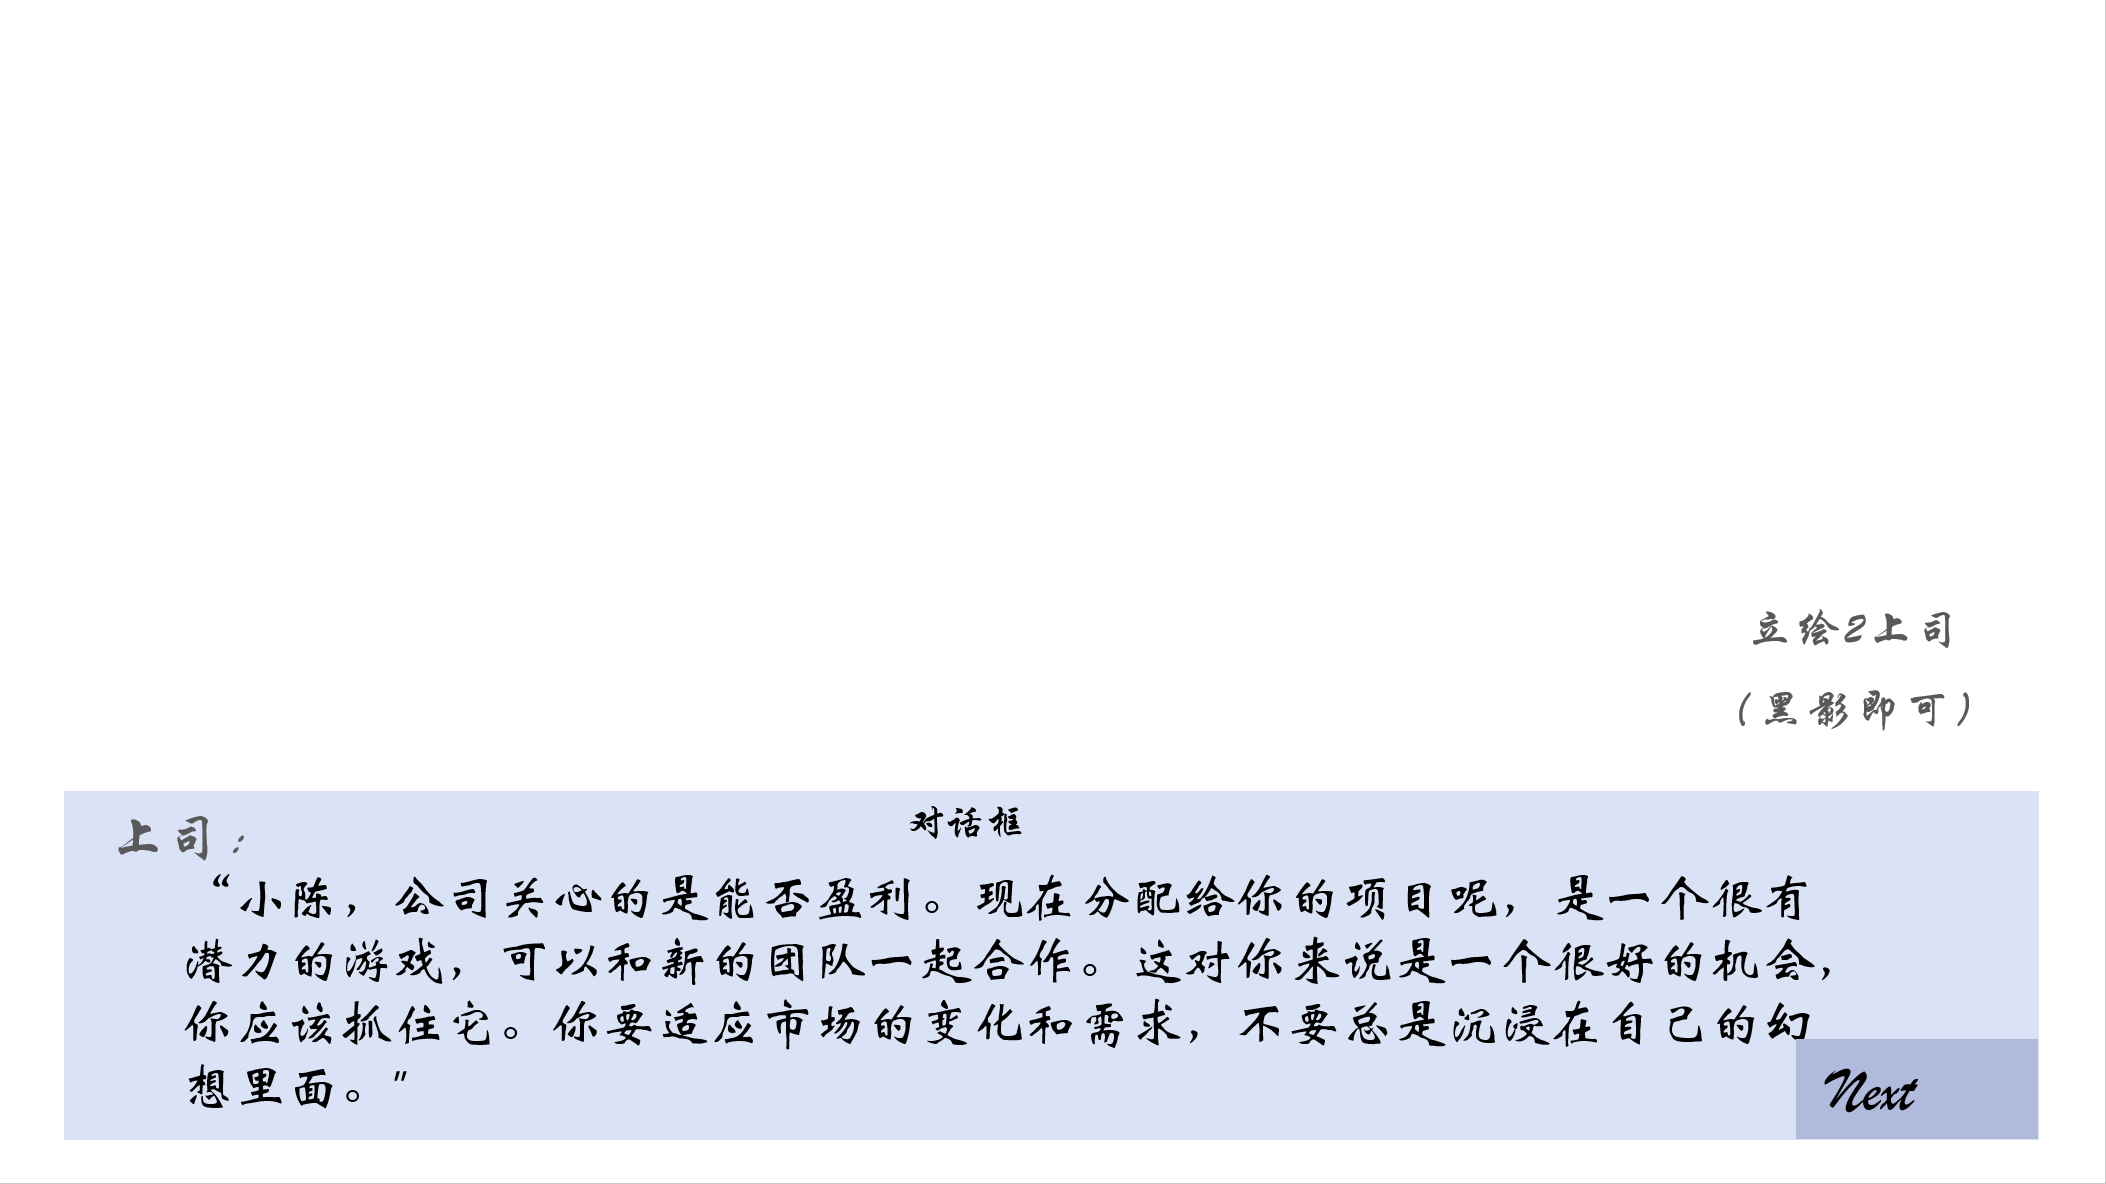 立绘2上司
（黑影即可）
对话框
上司：
“小陈，公司关心的是能否盈利。现在分配给你的项目呢，是一个很有
潜力的游戏，可以和新的团队一起合作。这对你来说是一个很好的机会，
你应该抓住它。你要适应市场的变化和需求，不要总是沉浸在自己的幻
想里面。”
Next